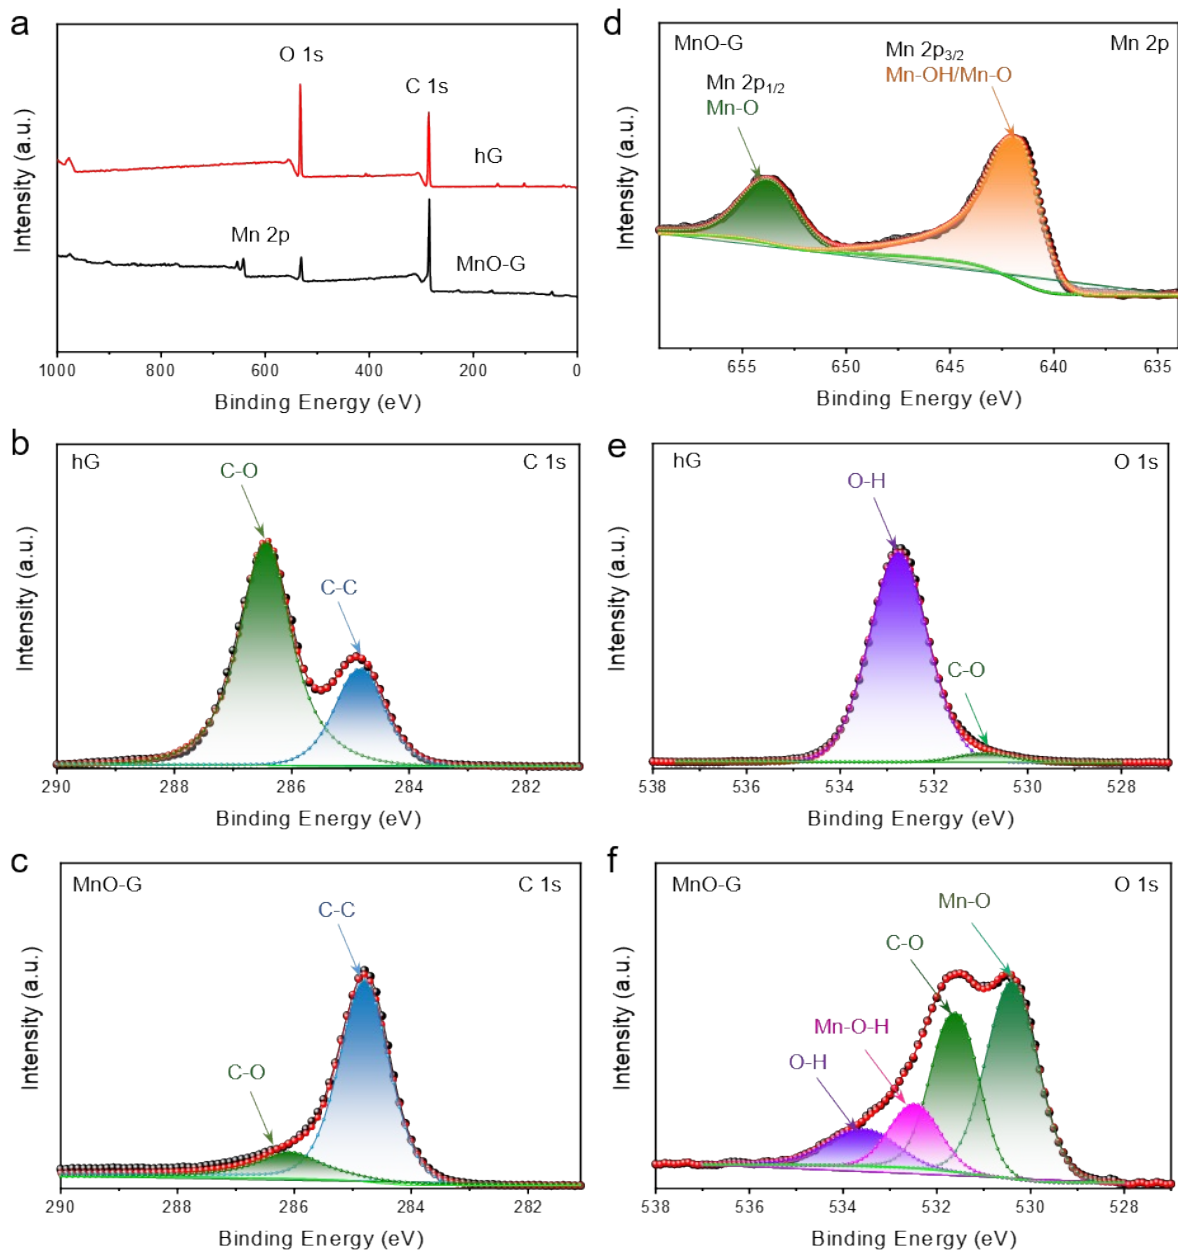 a
O 1s
C 1s
hG
Mn 2p
MnO-G
Intensity (a.u.)
1000 800 600 400 200 0
Binding Energy (eV)
d
MnO-G
Mn 2p
Mn 2p3/2
Mn-OH/Mn-O
Mn 2p1/2
Mn-O
Intensity (a.u.)
655 650 645 640 635
Binding Energy (eV)
b
hG
C 1s
C-O
C-C
Intensity (a.u.)
290 288 286 284 282
Binding Energy (eV)
e
hG
O 1s
O-H
C-O
Intensity (a.u.)
538 536 534 532 530 528
Binding Energy (eV)
c
MnO-G
C 1s
C-C
C-O
Intensity (a.u.)
290 288 286 284 282
Binding Energy (eV)
f
MnO-G
O 1s
Mn-O
C-O
Mn-O-H
O-H
Intensity (a.u.)
538 536 534 532 530 528
Binding Energy (eV)